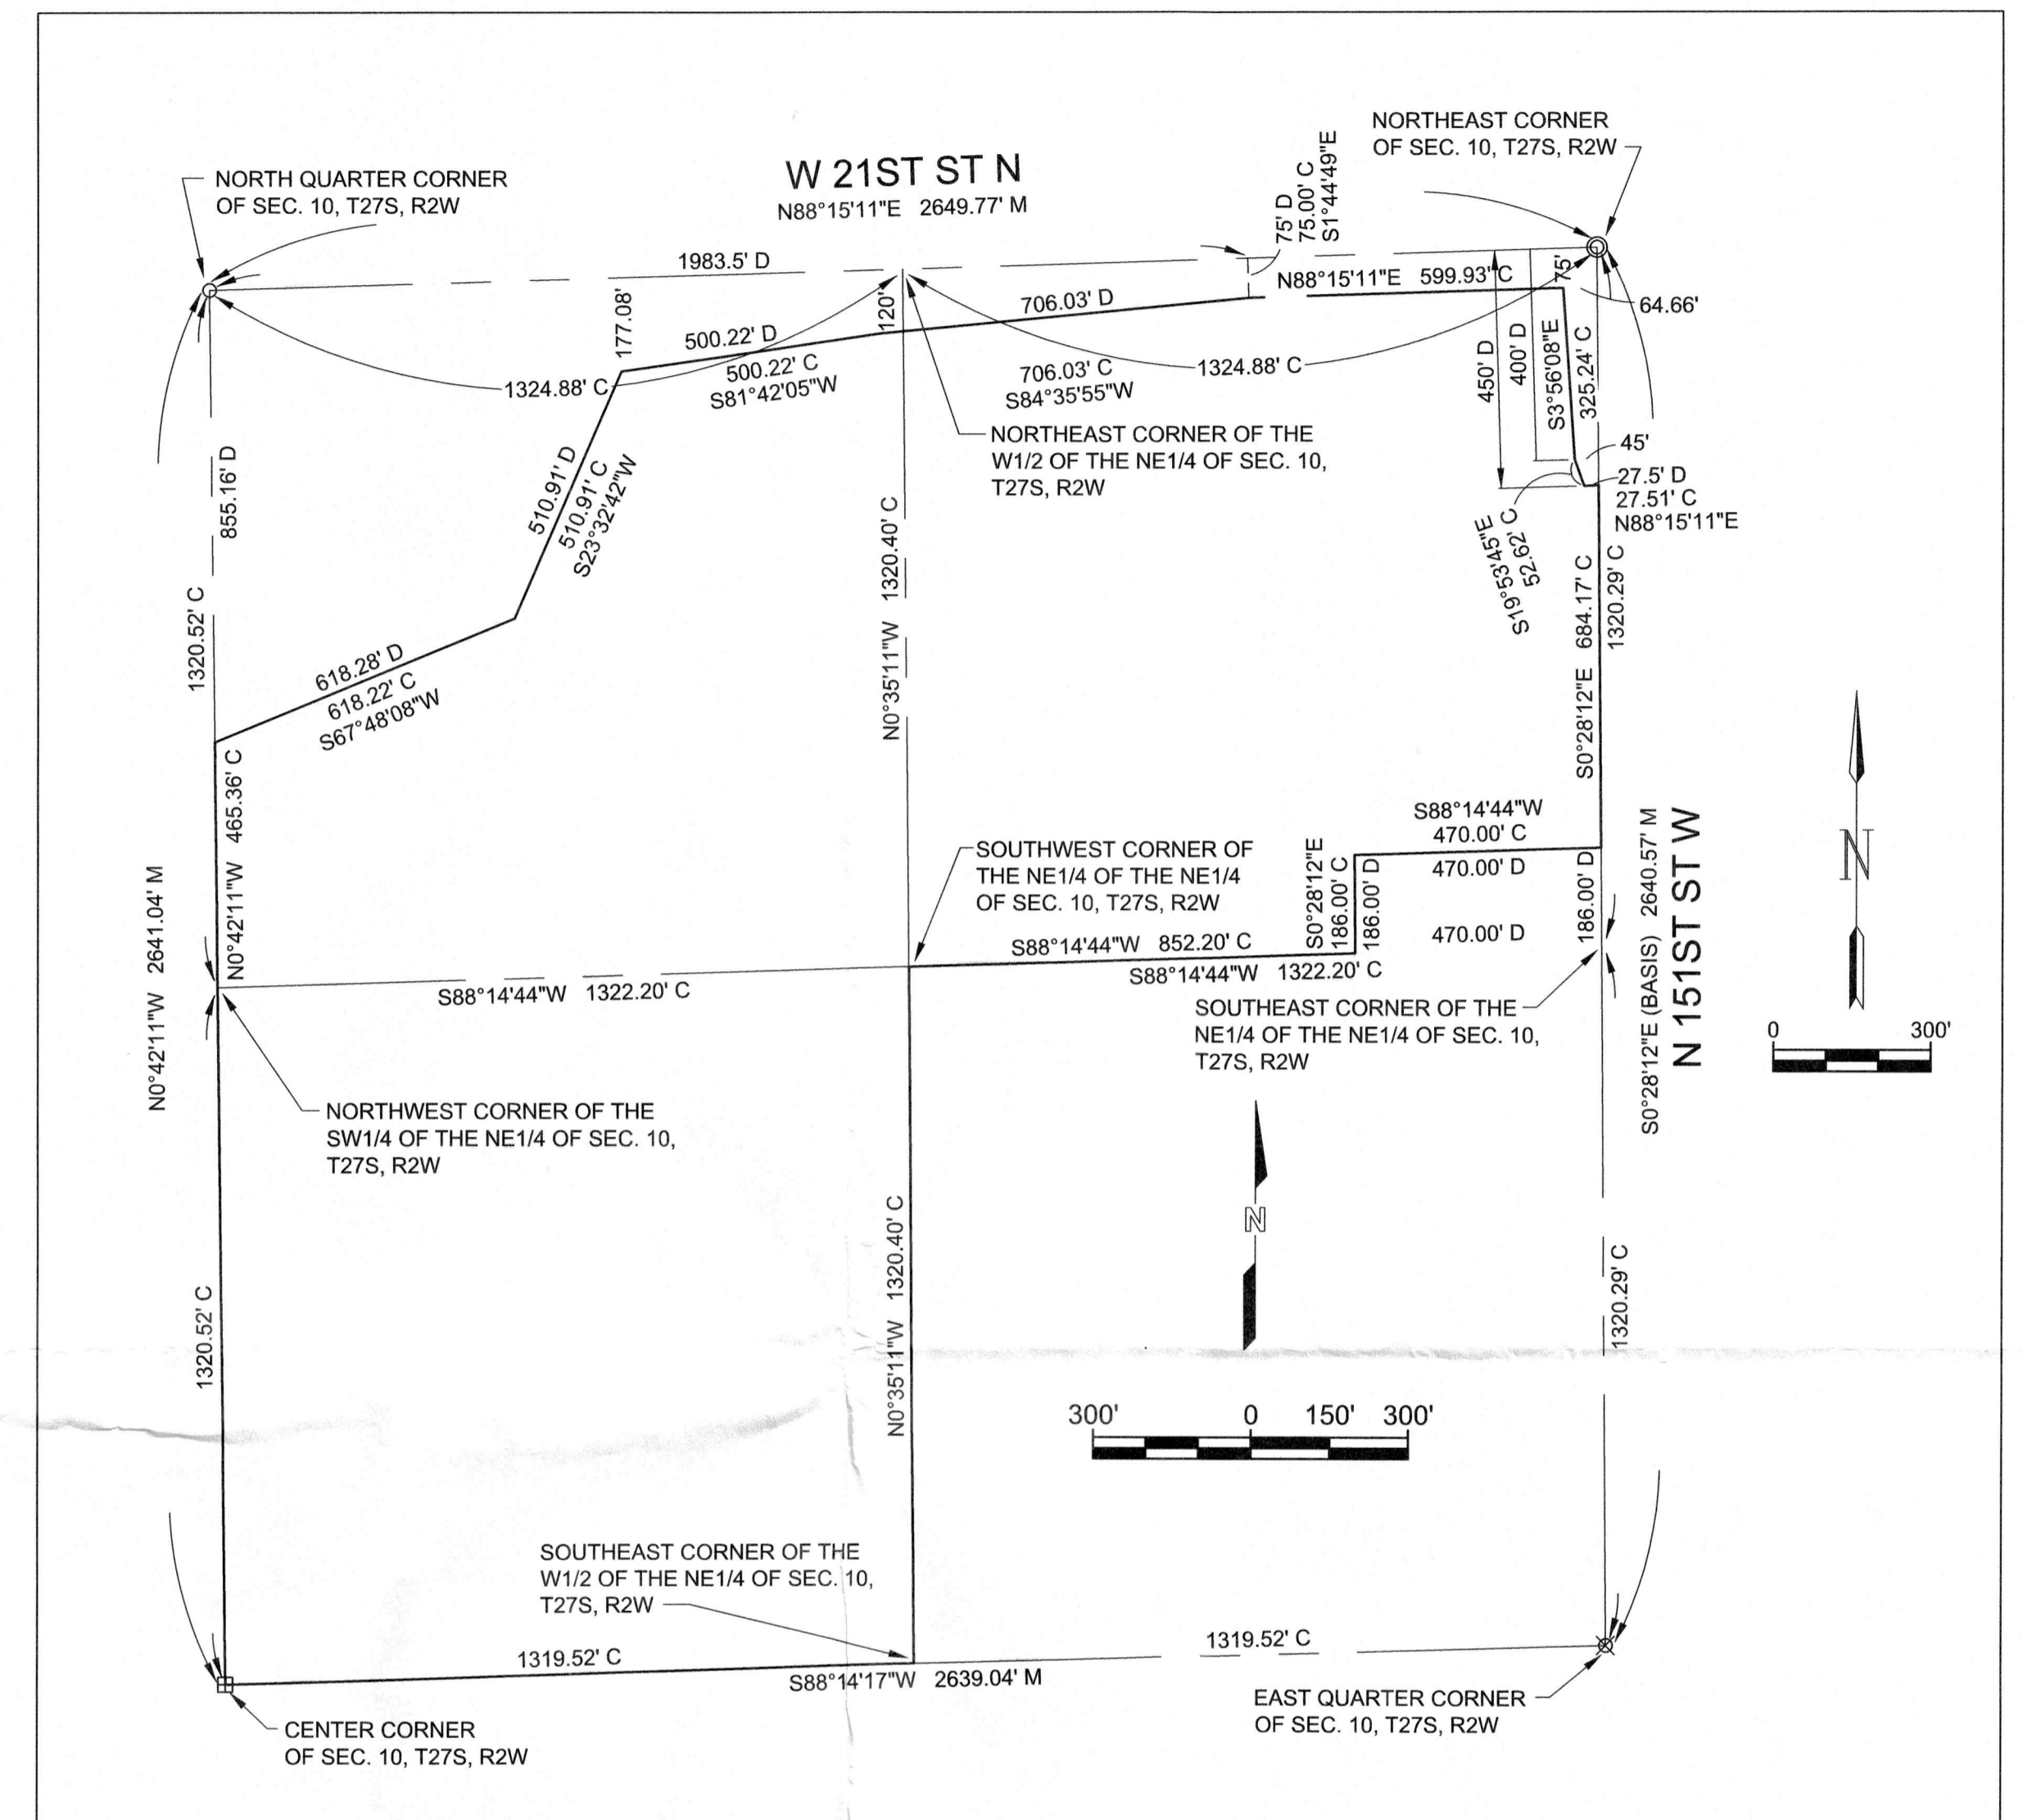 NORTHEAST CORNER
OF SEC. 10, T27S, R2W
NORTH QUARTER CORNER
OF SEC. 10, T27S, R2W
W 21ST ST N
N88°15'11"E 2649.77' M
75' D
75.00' C
S1°44'49"E
1983.5' D
N88°15'11"E 599.93' C
75'
64.66'
177.08'
120'
706.03' D
500.22' D
500.22' C
S81°42'05"W
1324.88' C
706.03' C
S84°35'55"W
1324.88' C
450' D
400' D
S3°56'08"E
325.24' C
45'
27.5' D
27.51' C
N88°15'11"E
S19°53'45"E
52.62' C
NORTHEAST CORNER OF THE
W1/2 OF THE NE1/4 OF SEC. 10,
T27S, R2W
855.16' D
510.91' D
510.91' C
S23°32'42"W
1320.52' C
618.28' D
618.22' C
S67°48'08"W
N0°35'11"W 1320.40' C
S0°28'12"E 684.17' C
1320.29' C
N0°42'11"W 465.36' C
N0°42'11"W 2641.04' M
S88°14'44"W
470.00' C
470.00' D
470.00' D
186.00' D
S0°28'12"E
186.00' C
186.00' D
SOUTHWEST CORNER OF
THE NE1/4 OF THE NE1/4
OF SEC. 10, T27S, R2W
S88°14'44"W 852.20' C
S88°14'44"W 1322.20' C
S88°14'44"W 1322.20' C
SOUTHEAST CORNER OF THE
NE1/4 OF THE NE1/4 OF SEC. 10,
T27S, R2W
S0°28'12"E (BASIS) 2640.57' M
N 151ST ST W
N
0 300'
NORTHWEST CORNER OF THE
SW1/4 OF THE NE1/4 OF SEC. 10,
T27S, R2W
N
1320.52' C
N0°35'11"W 1320.40' C
1320.29' C
300' 0 150' 300'
SOUTHEAST CORNER OF THE
W1/2 OF THE NE1/4 OF SEC. 10,
T27S, R2W
1319.52' C
1319.52' C
S88°14'17"W 2639.04' M
CENTER CORNER
OF SEC. 10, T27S, R2W
EAST QUARTER CORNER
OF SEC. 10, T27S, R2W